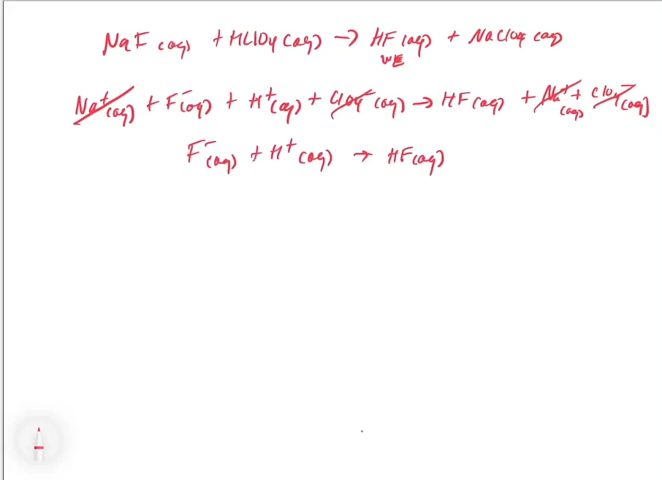 NaF (aq) + HClO4 (aq) → HF (aq) + NaClO4 (aq)
WE
Na+(aq) + F-(aq) + H+(aq) + ClO4-(aq) → HF(aq) + Na+(aq) + ClO4-(aq)
F-(aq) + H+(aq) → HF(aq)